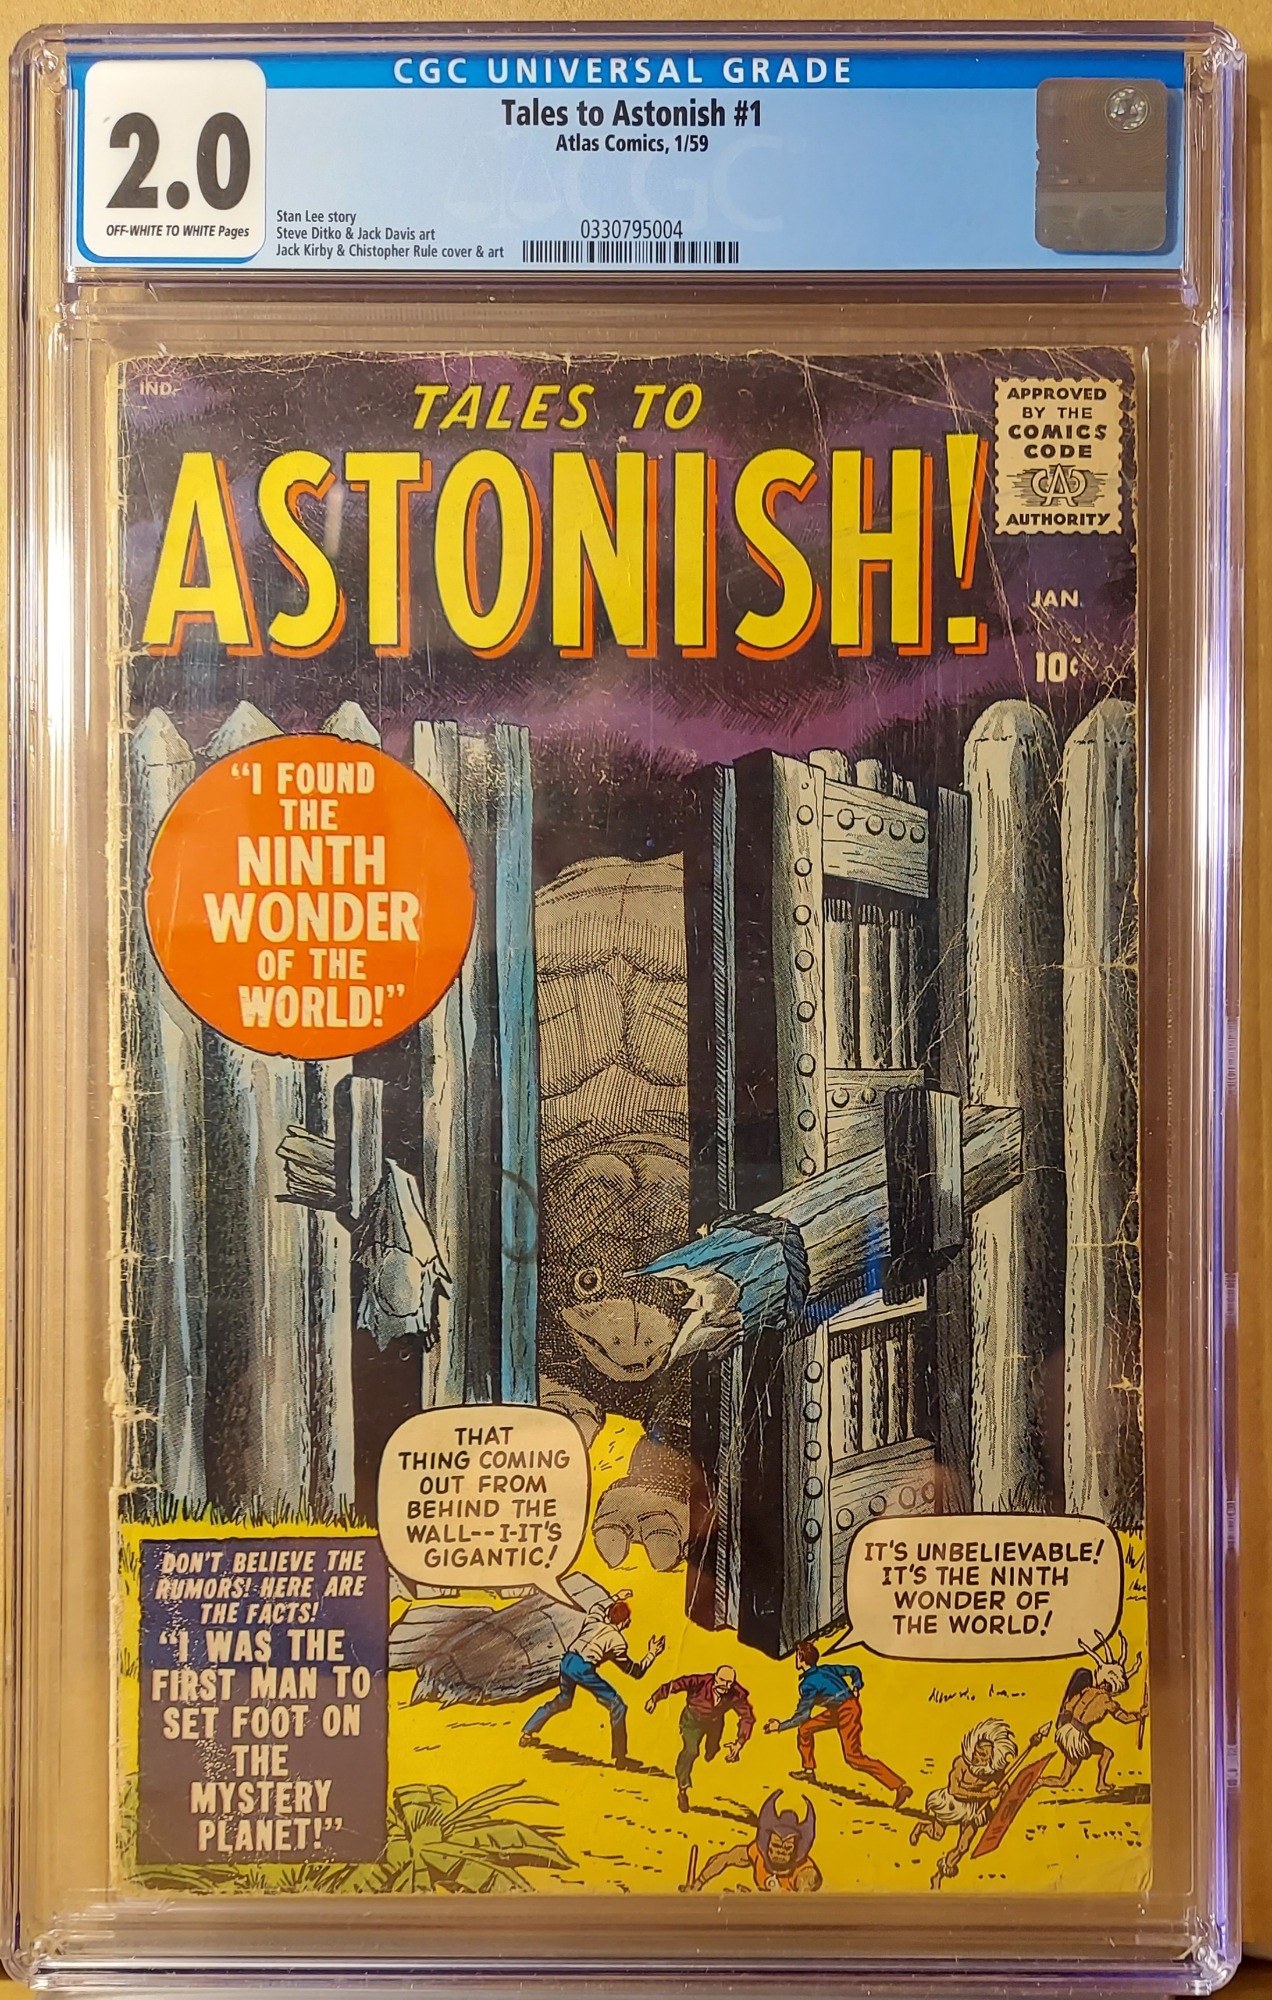 CGC UNIVERSAL GRADE
2.0
OFF-WHITE TO WHITE Pages
Tales to Astonish #1
Atlas Comics, 1/59
Stan Lee story
Steve Ditko & Jack Davis art
Jack Kirby & Chistopher Rule cover & art
0330795004
CGC
IND.
TALES TO
ASTONISH!
APPROVED
BY THE
COMICS
CODE
CA
AUTHORITY
JAN.
10¢
"I FOUND
THE
NINTH
WONDER
OF THE
WORLD!"
THAT
THING COMING
OUT FROM
BEHIND THE
WALL--I-IT'S
GIGANTIC!
IT'S UNBELIEVABLE!
IT'S THE NINTH
WONDER OF
THE WORLD!
DON'T BELIEVE THE
RUMORS! HERE ARE
THE FACTS!
"I WAS THE
FIRST MAN TO
SET FOOT ON
THE
MYSTERY
PLANET!"